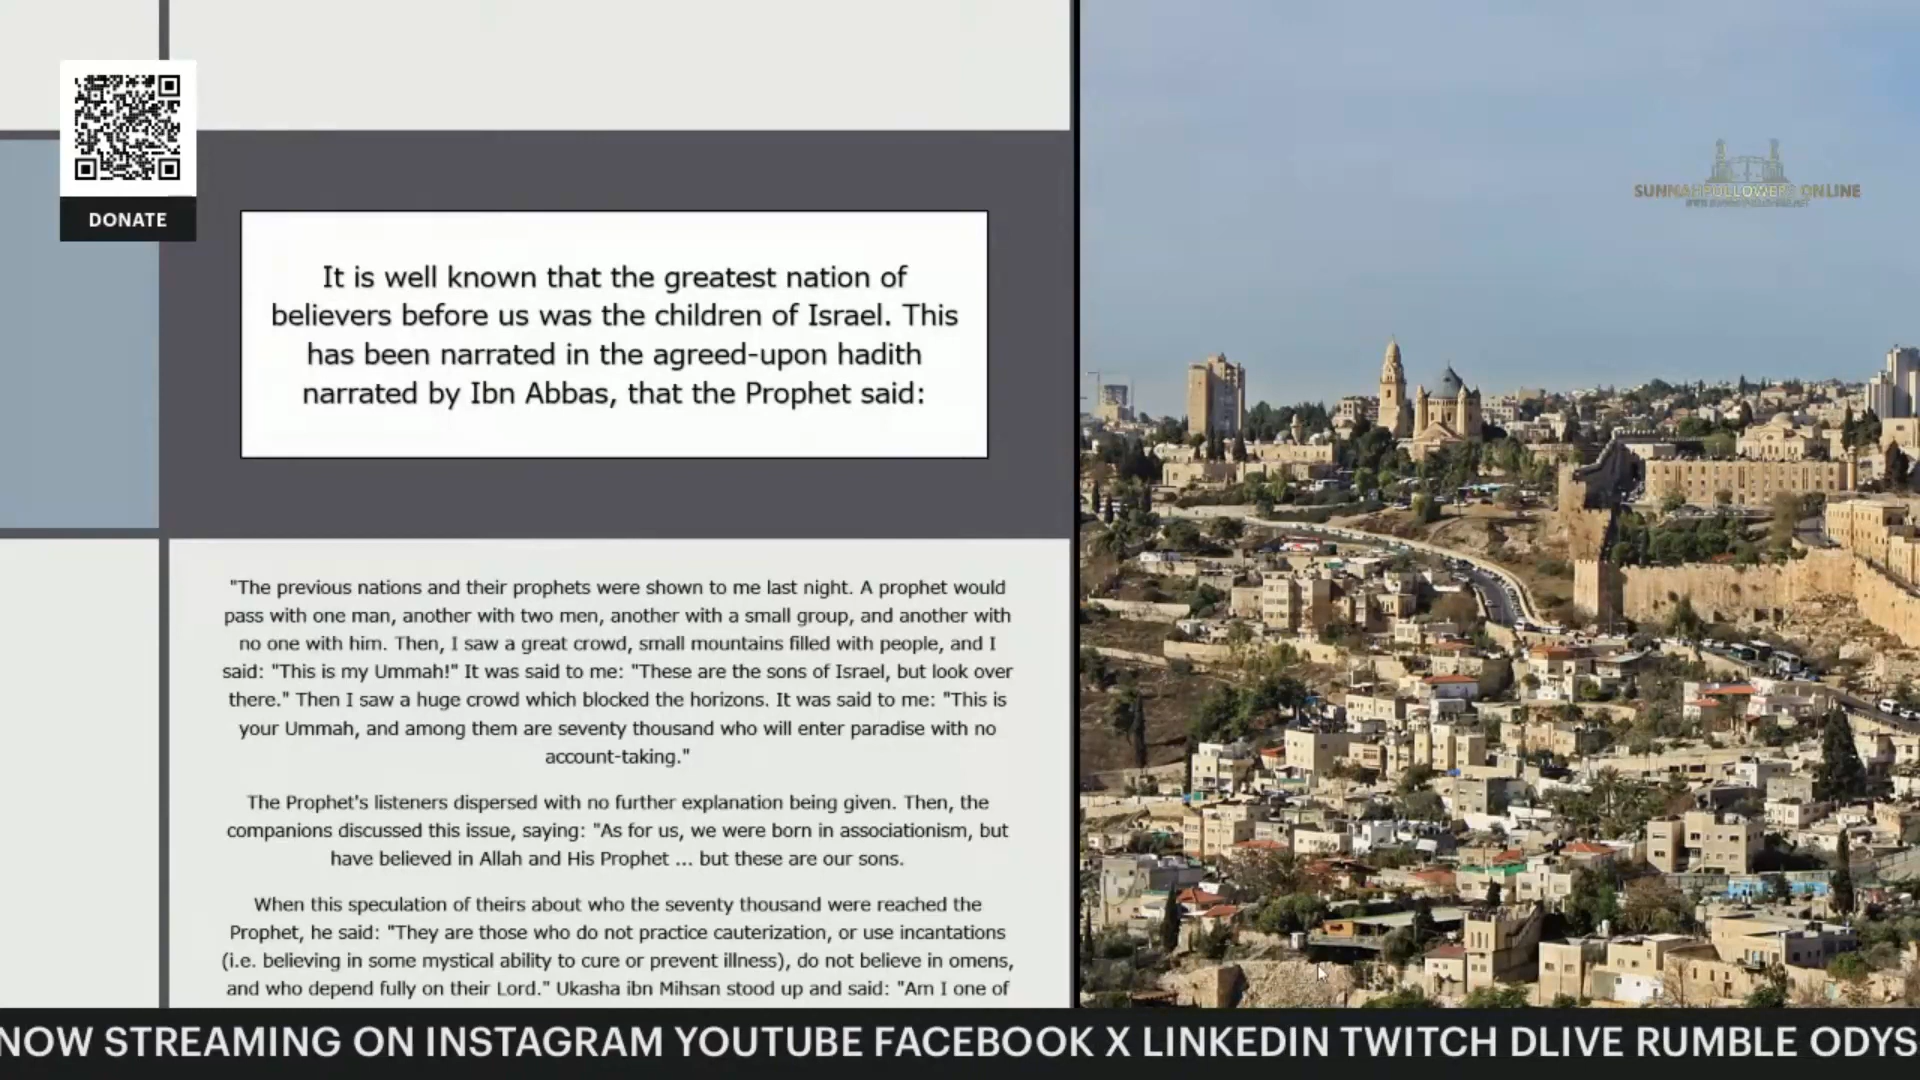 DONATE
It is well known that the greatest nation of
believers before us was the children of Israel. This
has been narrated in the agreed-upon hadith
narrated by Ibn Abbas, that the Prophet said:
"The previous nations and their prophets were shown to me last night. A prophet would
pass with one man, another with two men, another with a small group, and another with
no one with him. Then, I saw a great crowd, small mountains filled with people, and I
said: "This is my Ummah!" It was said to me: "These are the sons of Israel, but look over
there." Then I saw a huge crowd which blocked the horizons. It was said to me: "This is
your Ummah, and among them are seventy thousand who will enter paradise with no
account-taking."
The Prophet's listeners dispersed with no further explanation being given. Then, the
companions discussed this issue, saying: "As for us, we were born in associationism, but
have believed in Allah and His Prophet ... but these are our sons.
When this speculation of theirs about who the seventy thousand were reached the
Prophet, he said: "They are those who do not practice cauterization, or use incantations
(i.e. believing in some mystical ability to cure or prevent illness), do not believe in omens,
and who depend fully on their Lord." Ukasha ibn Mihsan stood up and said: "Am I one of
SUNNAHFOLLOWERS ONLINE
NOW STREAMING ON INSTAGRAM YOUTUBE FACEBOOK X LINKEDIN TWITCH DLIVE RUMBLE ODYS